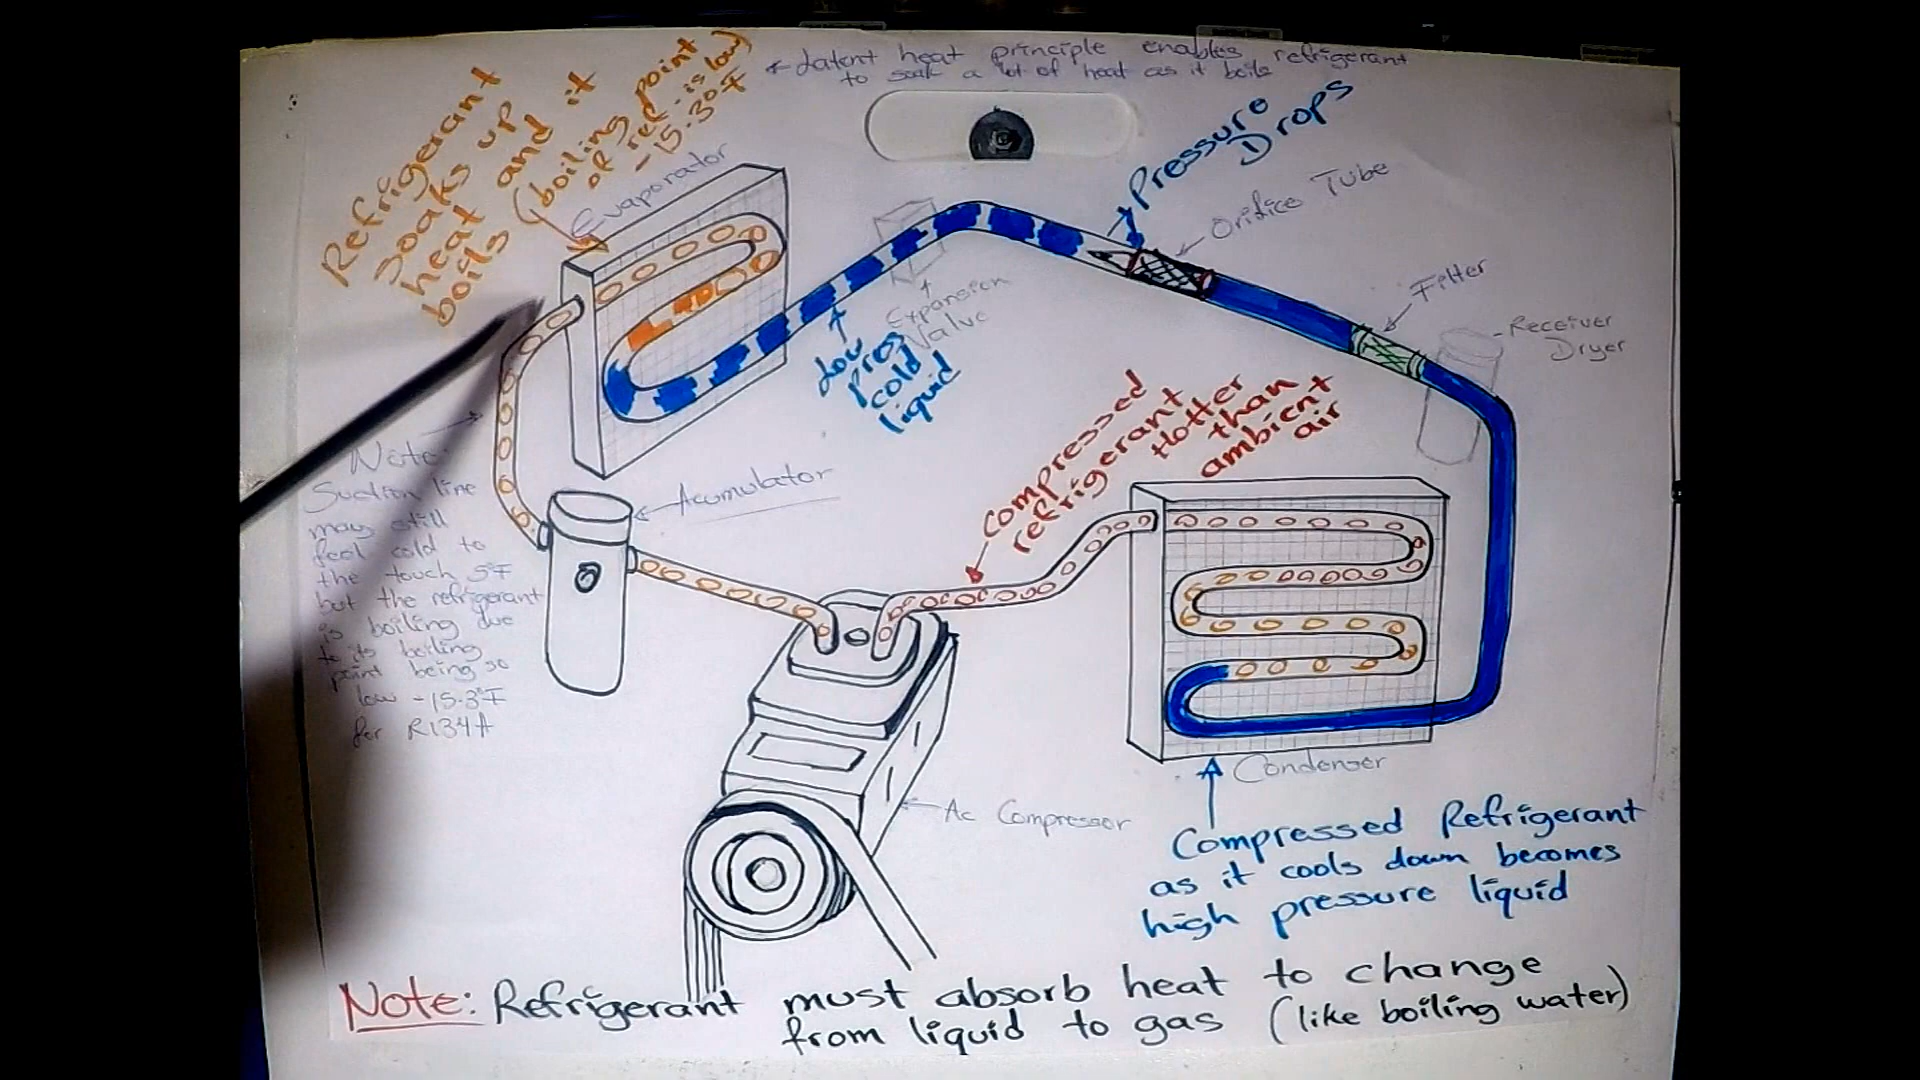 ← Latent heat principle enables refrigerant
to soak a lot of heat as it boils
Refrigerant
soaks up
heat and it
boils (boiling point
of ref. is low)
-15.3°F
Evaporator
Pressure
Drops
Orifice Tube
Filter
Receiver
Dryer
Expansion
Valve
Low
pres
cold
liquid
Compressed
refrigerant
Hotter
than
ambient
air
Acumulator
Note:
Suction line
may still
feel cold to
the touch 5°F
but the refrigerant
is boiling due
to its boiling
point being so
low -15.3°F
for R134A
Condenser
Ac Compressor
Compressed Refrigerant
as it cools down becomes
high pressure liquid
Note: Refrigerant must absorb heat to change
from liquid to gas (like boiling water)